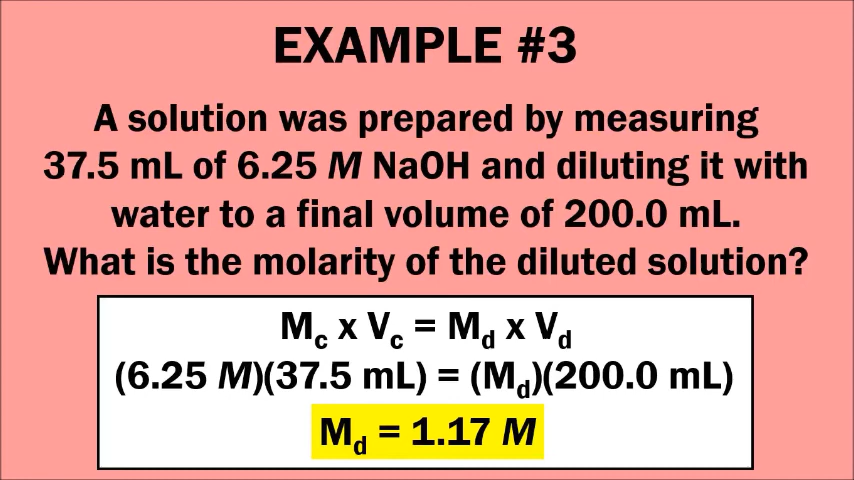 EXAMPLE #3
A solution was prepared by measuring
37.5 mL of 6.25 M NaOH and diluting it with
water to a final volume of 200.0 mL.
What is the molarity of the diluted solution?
Mc x Vc = Md x Vd
(6.25 M)(37.5 mL) = (Md)(200.0 mL)
Md = 1.17 M